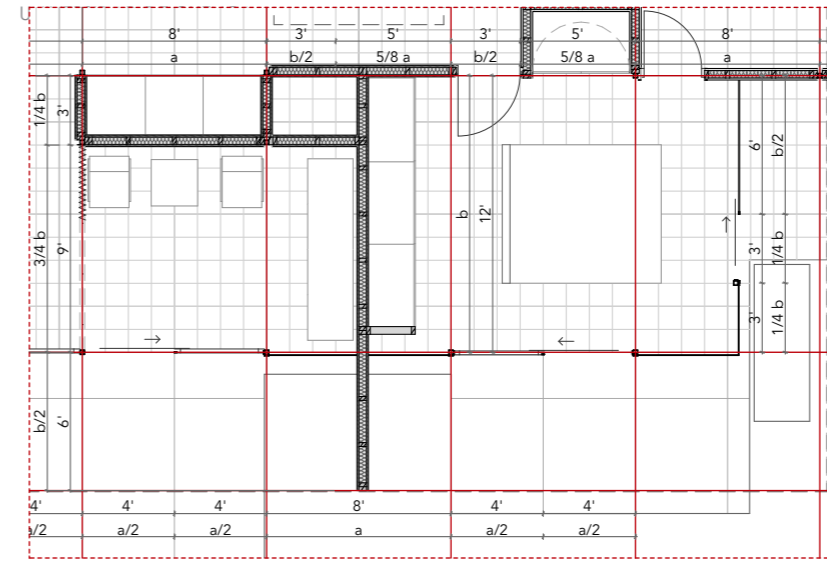 8' 3' 5' 3' 5' 8'
a b/2 5/8 a b/2 5/8 a a
1/4 b 3'
6' b/2
b 12'
3/4 b 9'
3' 1/4 b
3' 1/4 b
b/2 6'
4' 4' 4' 8' 4' 4'
a/2 a/2 a/2 a a/2 a/2